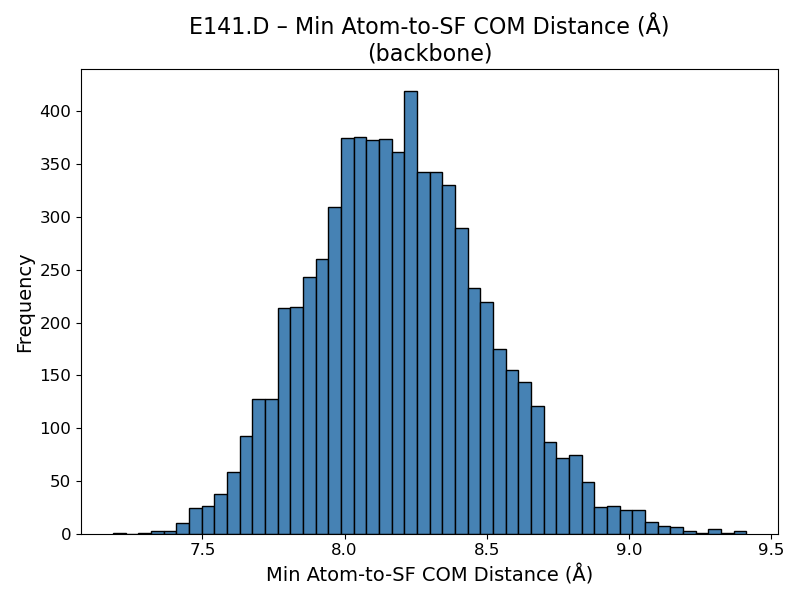 E141.D – Min Atom-to-SF COM Distance (Å)
(backbone)
Frequency
400
350
300
250
200
150
100
50
0
7.5 8.0 8.5 9.0 9.5
Min Atom-to-SF COM Distance (Å)